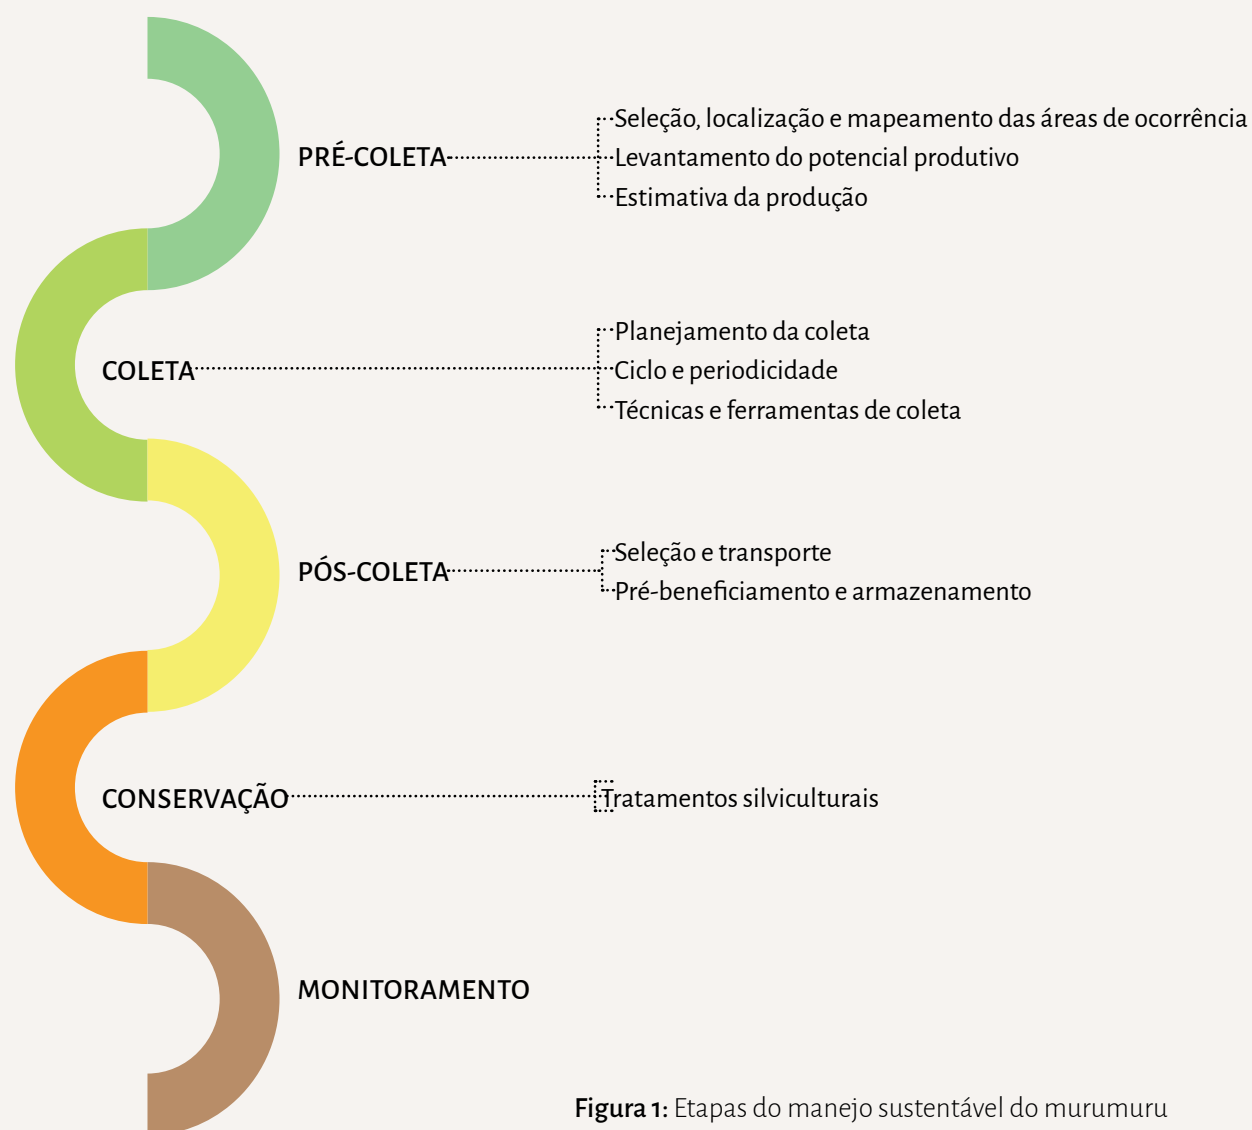 PRÉ-COLETA
Seleção, localização e mapeamento das áreas de ocorrência
Levantamento do potencial produtivo
Estimativa da produção
COLETA
Planejamento da coleta
Ciclo e periodicidade
Técnicas e ferramentas de coleta
PÓS-COLETA
Seleção e transporte
Pré-beneficiamento e armazenamento
CONSERVAÇÃO
Tratamentos silviculturais
MONITORAMENTO
Figura 1: Etapas do manejo sustentável do murumuru